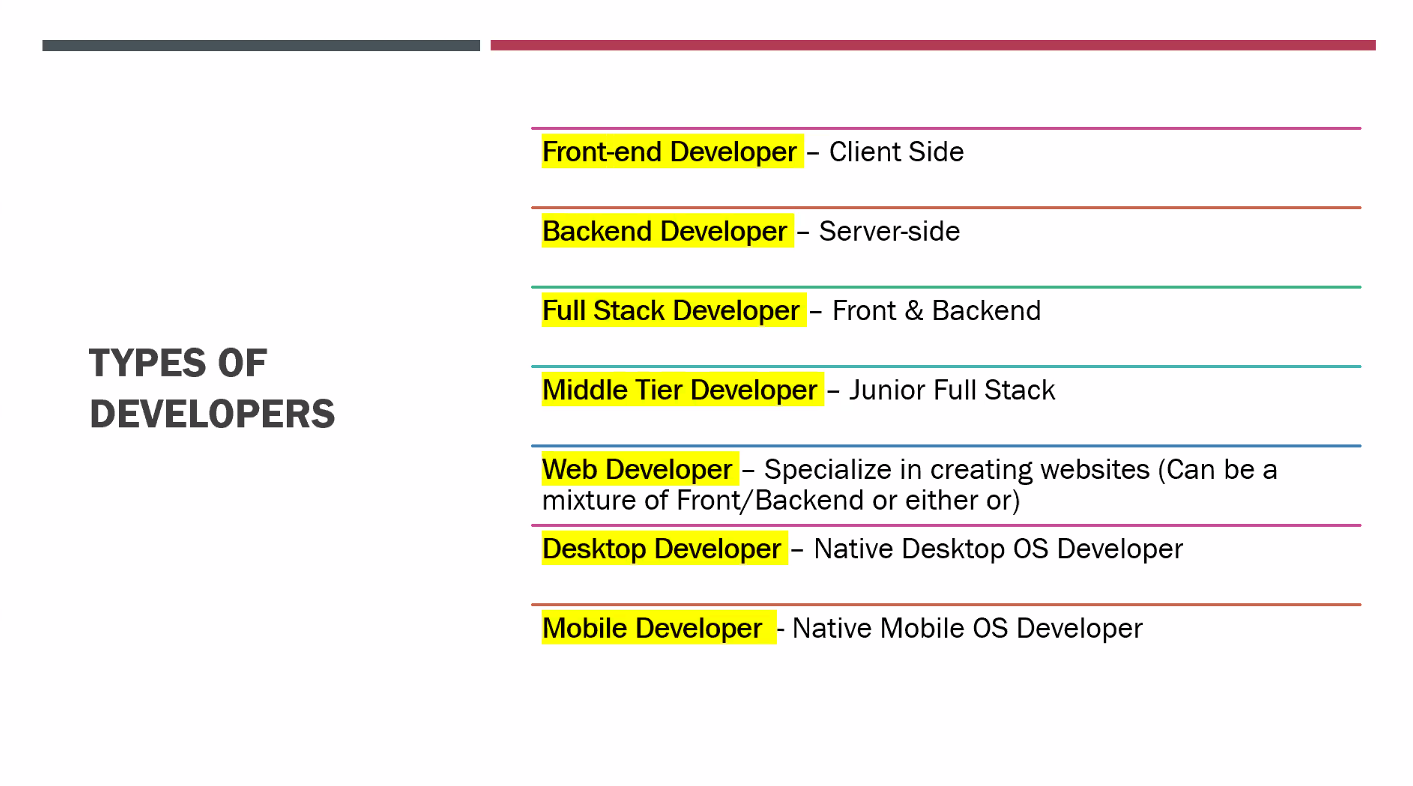 TYPES OF
DEVELOPERS
Front-end Developer – Client Side
Backend Developer – Server-side
Full Stack Developer – Front & Backend
Middle Tier Developer – Junior Full Stack
Web Developer – Specialize in creating websites (Can be a
mixture of Front/Backend or either or)
Desktop Developer – Native Desktop OS Developer
Mobile Developer - Native Mobile OS Developer